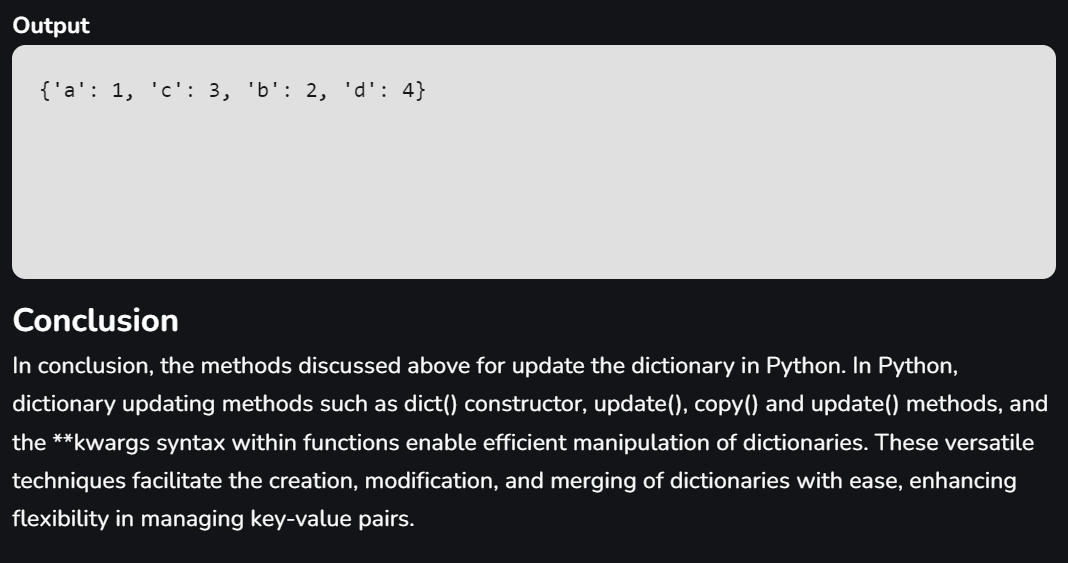 Output
{'a': 1, 'c': 3, 'b': 2, 'd': 4}
Conclusion
In conclusion, the methods discussed above for update the dictionary in Python. In Python,
dictionary updating methods such as dict() constructor, update(), copy() and update() methods, and
the **kwargs syntax within functions enable efficient manipulation of dictionaries. These versatile
techniques facilitate the creation, modification, and merging of dictionaries with ease, enhancing
flexibility in managing key-value pairs.